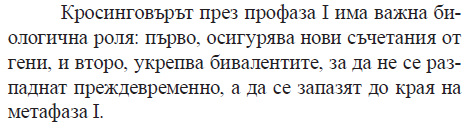 Кросинговърът през профаза I има важна би-
ологична роля: първо, осигурява нови съчетания от
гени, и второ, укрепва бивалентите, за да не се раз-
паднат преждевременно, а да се запазят до края на
метафаза I.